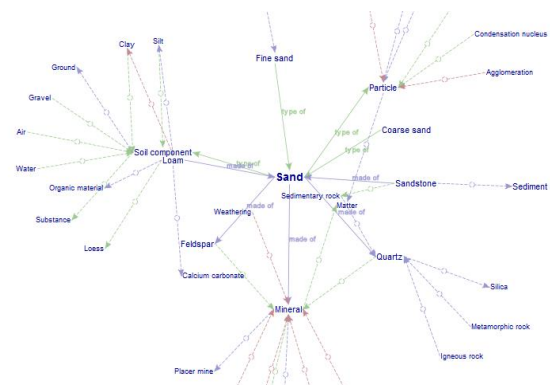 Condensation nucleus
Clay
Silt
Fine sand
Ground
Agglomeration
Particle
Gravel
type of
Air
type of
Coarse sand
Soil component
type of
Loam
type of
made of
Water
Sand
made of
Sandstone
Organic material
Sedimentary rock
Sediment
made of
Weathering
Matter
made of
Substance
made of
Loess
Feldspar
Quartz
Calcium carbonate
Silica
Mineral
Metamorphic rock
Igneous rock
Placer mine